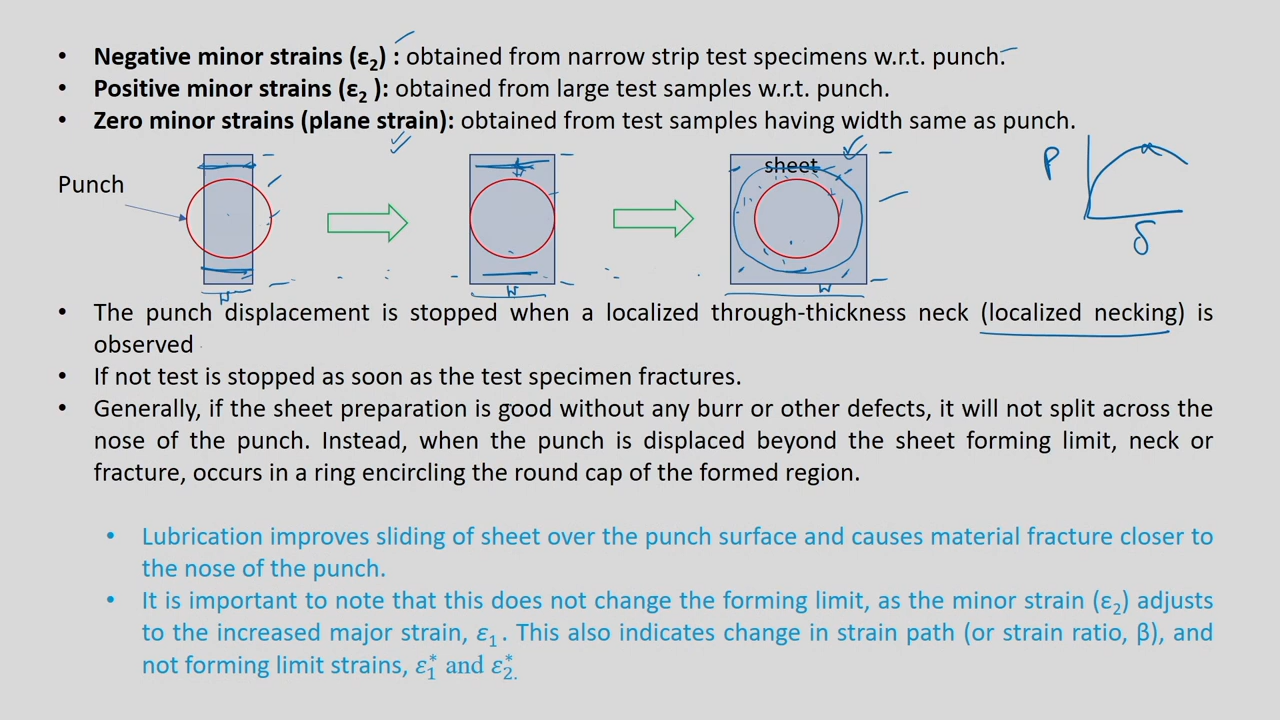 • Negative minor strains (ε₂) : obtained from narrow strip test specimens w.r.t. punch.
• Positive minor strains (ε₂ ): obtained from large test samples w.r.t. punch.
• Zero minor strains (plane strain): obtained from test samples having width same as punch.
sheet
P
Punch
δ
W W W
• The punch displacement is stopped when a localized through-thickness neck (localized necking) is
observed
• If not test is stopped as soon as the test specimen fractures.
• Generally, if the sheet preparation is good without any burr or other defects, it will not split across the
nose of the punch. Instead, when the punch is displaced beyond the sheet forming limit, neck or
fracture, occurs in a ring encircling the round cap of the formed region.
• Lubrication improves sliding of sheet over the punch surface and causes material fracture closer to
the nose of the punch.
• It is important to note that this does not change the forming limit, as the minor strain (ε₂) adjusts
to the increased major strain, ε₁ . This also indicates change in strain path (or strain ratio, β), and
not forming limit strains, ε₁* and ε₂*.